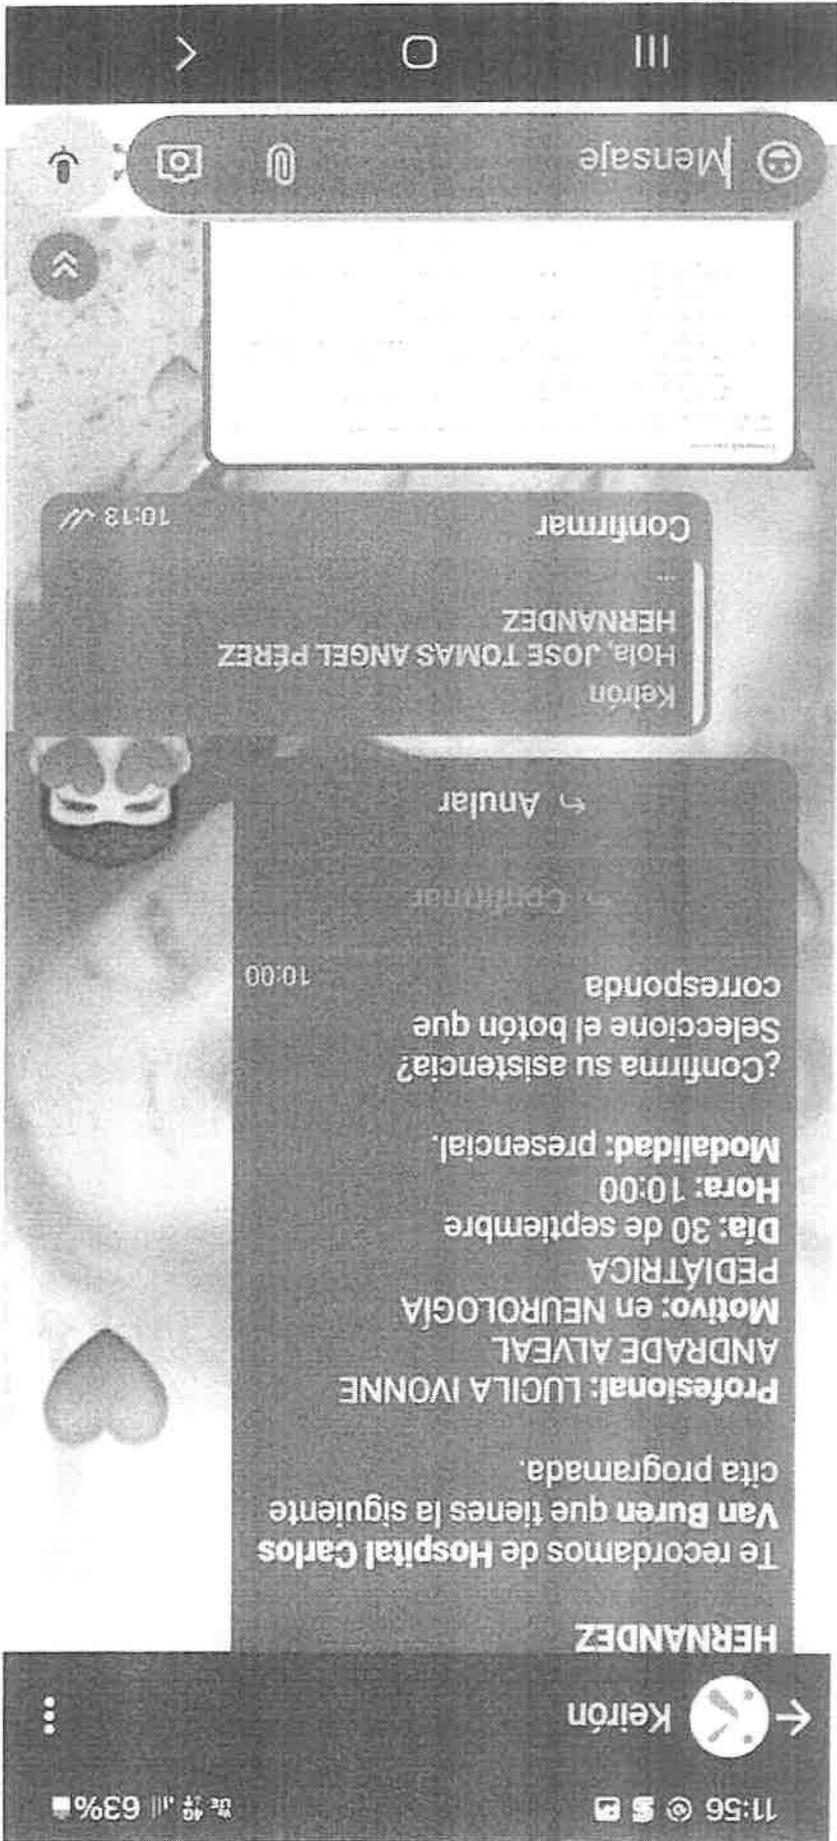 11:56
63%
Keirón
HERNANDEZ
Te recordamos de Hospital Carlos
Van Buren que tienes la siguiente
cita programada.
Profesional: LUCILA IVONNE
ANDRADE ALVEAL
Motivo: en NEUROLOGÍA
PEDIÁTRICA
Día: 30 de septiembre
Hora: 10:00
Modalidad: presencial.
¿Confirma su asistencia?
Seleccione el botón que
corresponda
10:00
Confirmar
Anular
Keirón
Hola, JOSE TOMAS ANGEL PÉREZ
HERNANDEZ
...
Confirmar
10:13
Mensaje